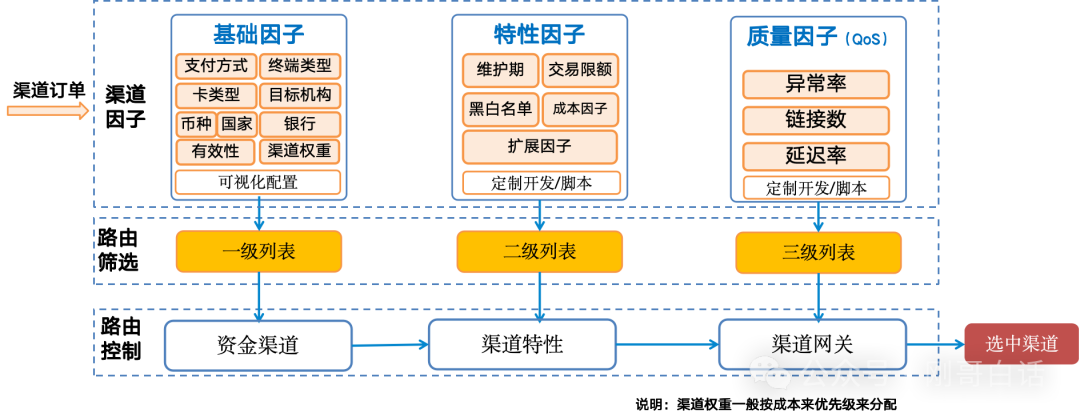 渠道订单
渠道
因子
基础因子
支付方式 终端类型
卡类型 目标机构
币种 国家 银行
有效性 渠道权重
可视化配置
特性因子
维护期 交易限额
黑白名单 成本因子
扩展因子
定制开发/脚本
质量因子（QoS）
异常率
链接数
延迟率
定制开发/脚本
路由
筛选
一级列表
二级列表
三级列表
路由
控制
资金渠道
渠道特性
渠道网关
选中渠道
公众号
哥白话
说明：渠道权重一般按成本来优先级来分配